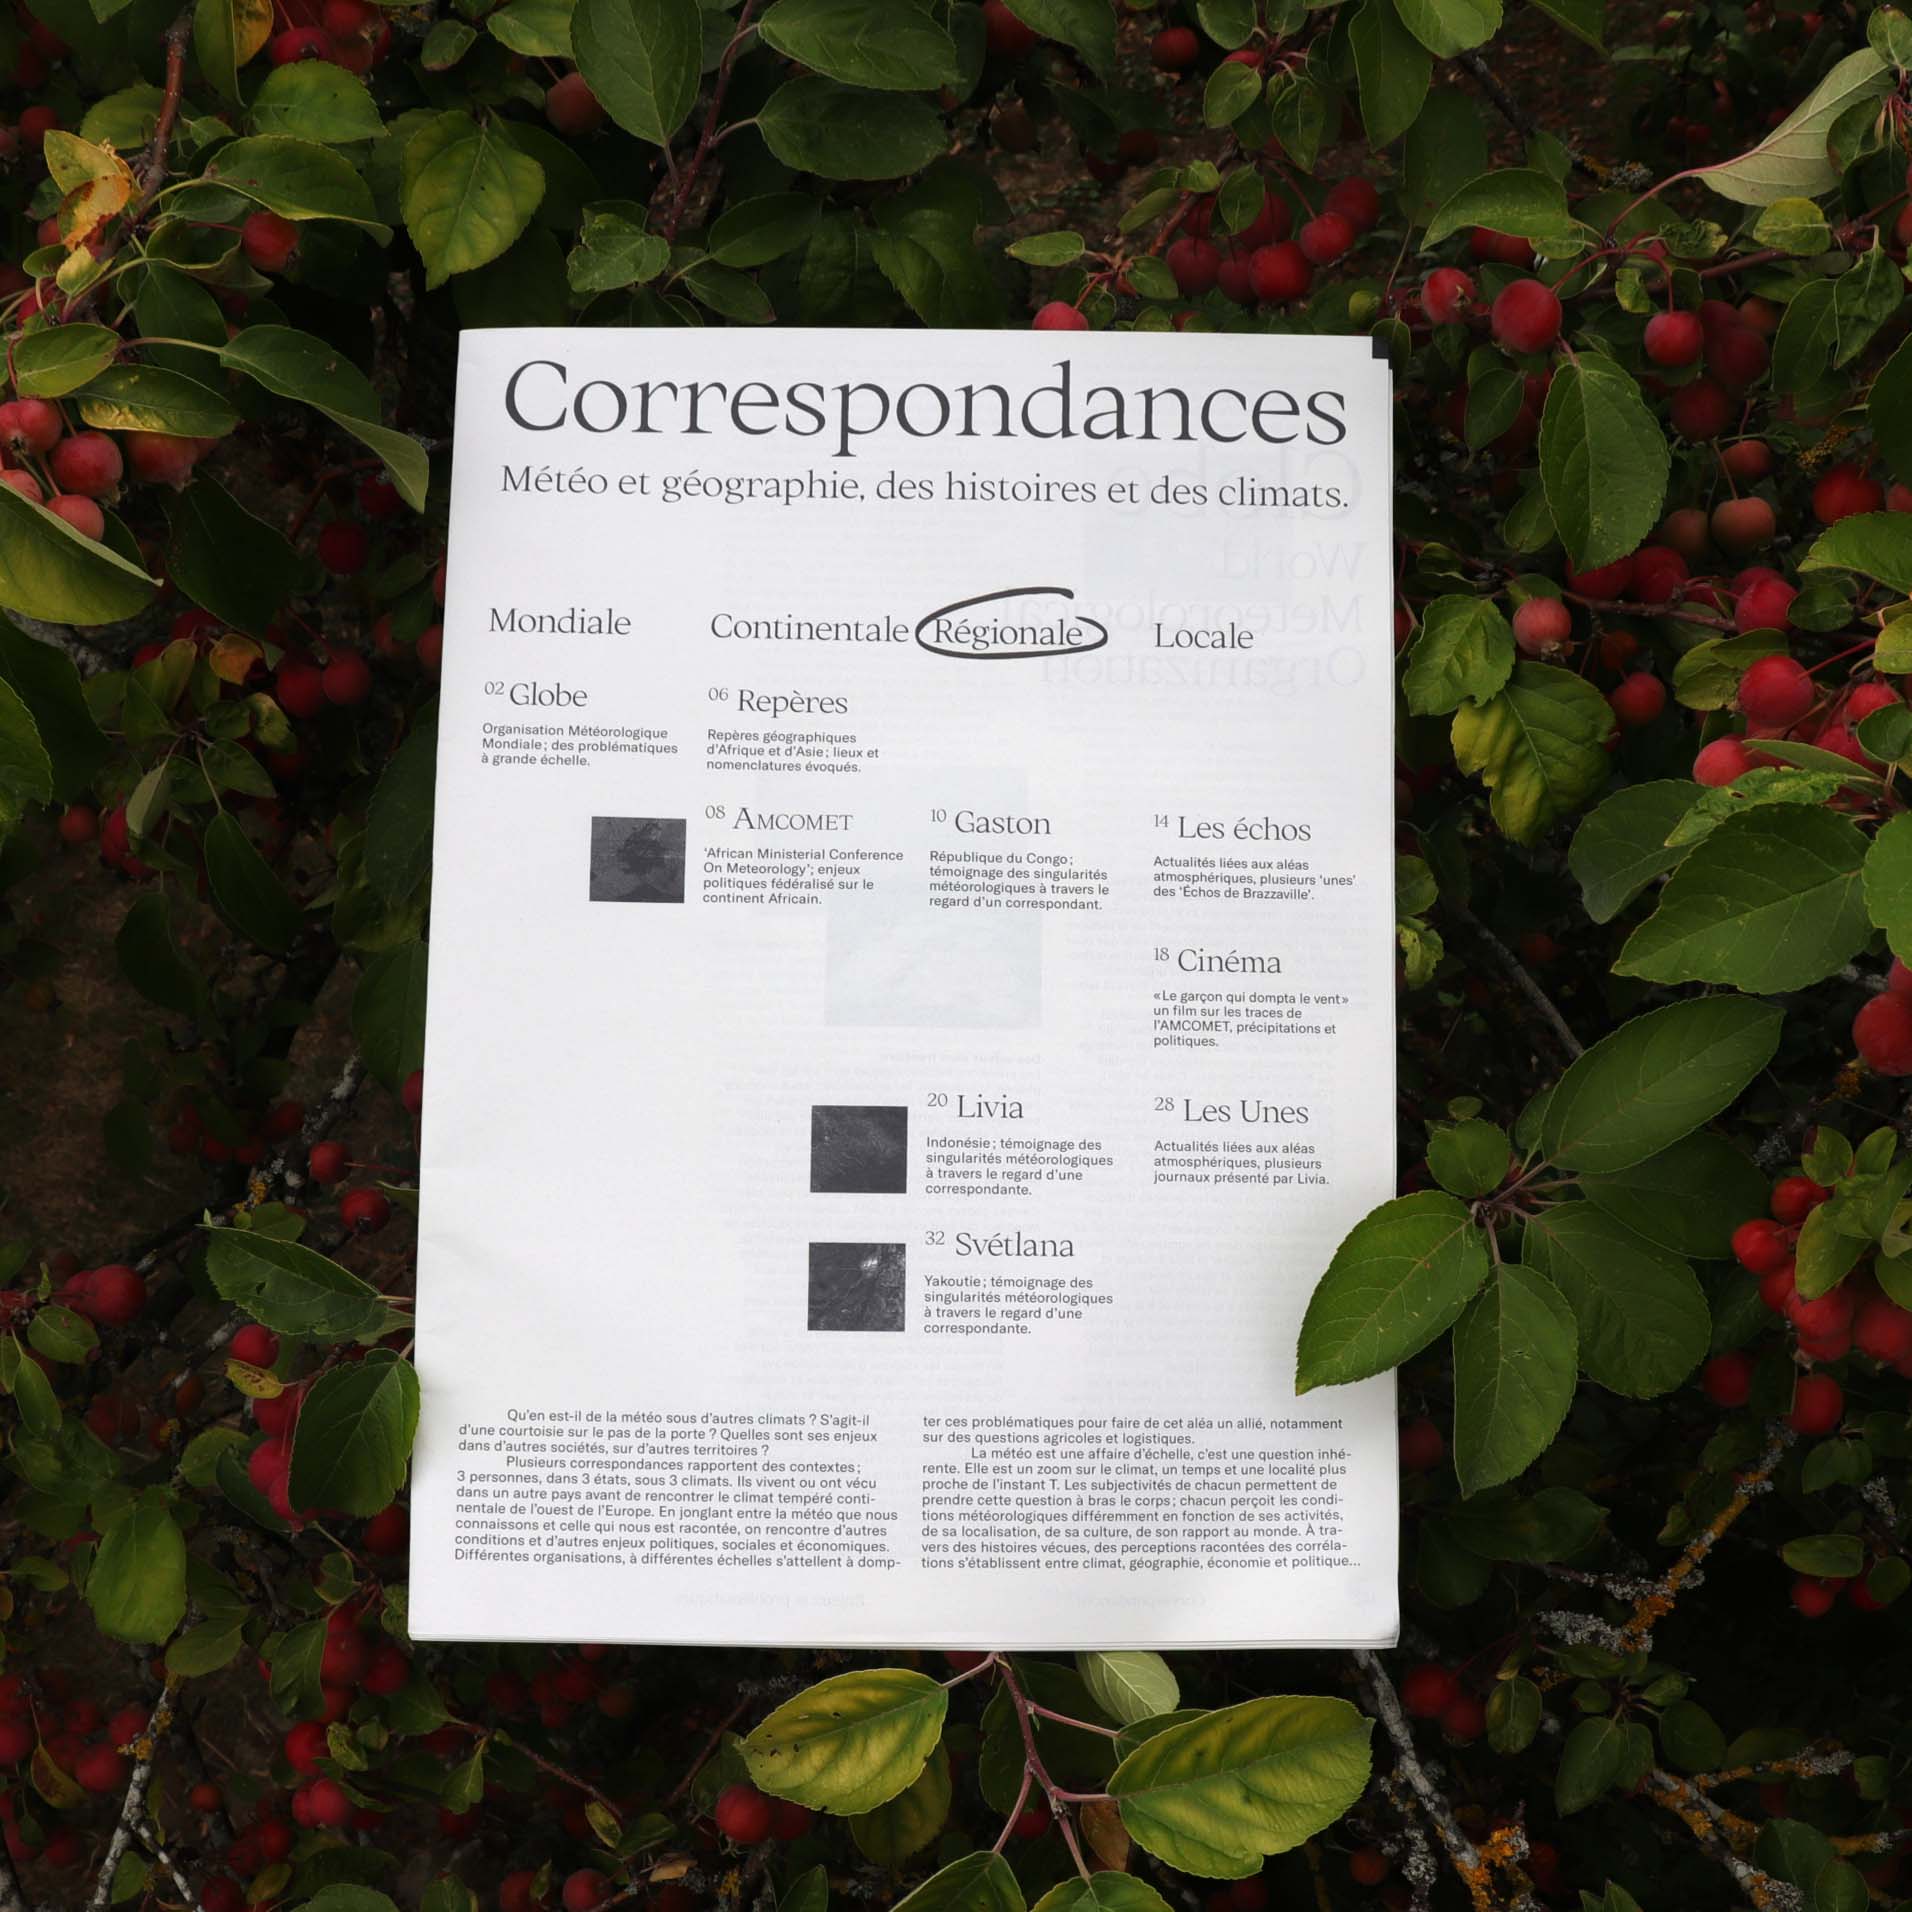 Correspondances
Météo et géographie, des histoires et des climats.
Mondiale
Continentale
Régionale
Locale
02 Globe
Organisation Météorologique
Mondiale ; des problématiques
à grande échelle.
06 Repères
Repères géographiques
d'Afrique et d'Asie ; lieux et
nomenclatures évoqués.
08 AMCOMET
'African Ministerial Conference
On Meteorology'; enjeux
politiques fédéralisé sur le
continent Africain.
10 Gaston
République du Congo ;
témoignage des singularités
météorologiques à travers le
regard d'un correspondant.
14 Les échos
Actualités liées aux aléas
atmosphériques, plusieurs 'unes'
des 'Échos de Brazzaville'.
18 Cinéma
«Le garçon qui dompta le vent»
un film sur les traces de
l'AMCOMET, précipitations et
politiques.
20 Livia
Indonésie ; témoignage des
singularités météorologiques
à travers le regard d'une
correspondante.
28 Les Unes
Actualités liées aux aléas
atmosphériques, plusieurs
journaux présenté par Livia.
32 Svétlana
Yakoutie ; témoignage des
singularités météorologiques
à travers le regard d'une
correspondante.
Qu'en est-il de la météo sous d'autres climats ? S'agit-il
d'une courtoisie sur le pas de la porte ? Quelles sont ses enjeux
dans d'autres sociétés, sur d'autres territoires ?
Plusieurs correspondances rapportent des contextes ;
3 personnes, dans 3 états, sous 3 climats. Ils vivent ou ont vécu
dans un autre pays avant de rencontrer le climat tempéré conti-
nentale de l'ouest de l'Europe. En jonglant entre la météo que nous
connaissons et celle qui nous est racontée, on rencontre d'autres
conditions et d'autres enjeux politiques, sociales et économiques.
Différentes organisations, à différentes échelles s'attellent à domp-
ter ces problématiques pour faire de cet aléa un allié, notamment
sur des questions agricoles et logistiques.
La météo est une affaire d'échelle, c'est une question inhé-
rente. Elle est un zoom sur le climat, un temps et une localité plus
proche de l'instant T. Les subjectivités de chacun permettent de
prendre cette question à bras le corps ; chacun perçoit les condi-
tions météorologiques différemment en fonction de ses activités,
de sa localisation, de sa culture, de son rapport au monde. À tra-
vers des histoires vécues, des perceptions racontées des corréla-
tions s'établissent entre climat, géographie, économie et politique...
Globe
World
Meteorological
Organization